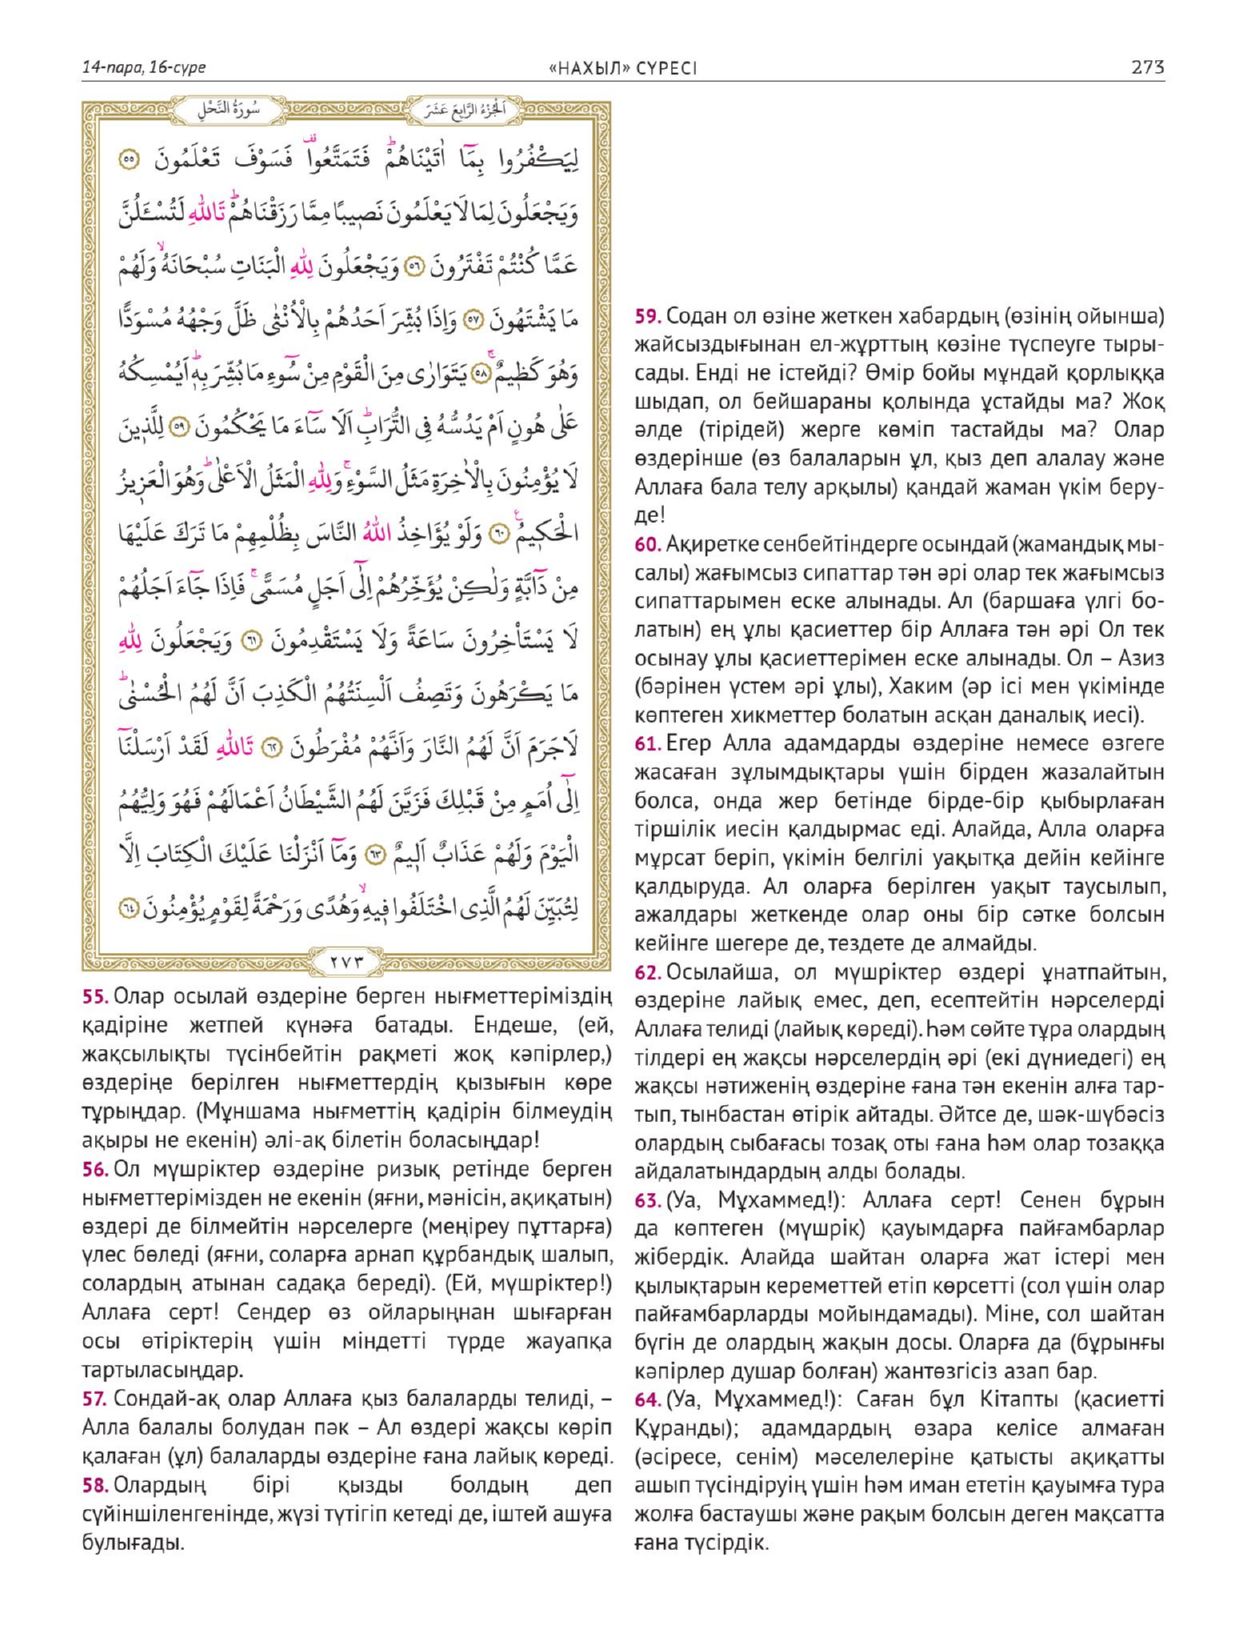 14-пара, 16-сүре
«НАХЫЛ» СҮРЕСІ
273
سُورَةُ النَّحْلِ
اَلْجُزْءُ الرَّابِعَ عَشَرَ
لِيَكْفُرُوا بِمَٓا اٰتَيْنَاهُمْۜ فَتَمَتَّعُوا۠ فَسَوْفَ تَعْلَمُونَ ﴿٥٥﴾
وَيَجْعَلُونَ لِمَا لَا يَعْلَمُونَ نَص۪يبًا مِمَّا رَزَقْنَاهُمْۜ تَاللّٰهِ لَتُسْـَٔلُنَّ
عَمَّا كُنْتُمْ تَفْتَرُونَ ﴿٥٦﴾ وَيَجْعَلُونَ لِلّٰهِ الْبَنَاتِ سُبْحَانَهُۙ وَلَهُمْ
مَا يَشْتَهُونَ ﴿٥٧﴾ وَاِذَا بُشِّرَ اَحَدُهُمْ بِالْاُنْثٰى ظَلَّ وَجْهُهُ مُسْوَدًّا
وَهُوَ كَظ۪يمٌۚ ﴿٥٨﴾ يَتَوَارٰى مِنَ الْقَوْمِ مِنْ سُٓوءِ مَا بُشِّرَ بِه۪ۜ اَيُمْسِكُهُ
عَلٰى هُونٍ اَمْ يَدُسُّهُ فِي التُّرَابِۜ اَلَا سَٓاءَ مَا يَحْكُمُونَ ﴿٥٩﴾ لِلَّذ۪ينَ
لَا يُؤْمِنُونَ بِالْاٰخِرَةِ مَثَلُ السَّوْءِۚ وَلِلّٰهِ الْمَثَلُ الْاَعْلٰىۜ وَهُوَ الْعَز۪يزُ
الْحَك۪يمُ۟ ﴿٦٠﴾ وَلَوْ يُؤَاخِذُ اللّٰهُ النَّاسَ بِظُلْمِهِمْ مَا تَرَكَ عَلَيْهَا
مِنْ دَٓابَّةٍ وَلٰكِنْ يُؤَخِّرُهُمْ اِلٰٓى اَجَلٍ مُسَمًّىۚ فَاِذَا جَٓاءَ اَجَلُهُمْ
لَا يَسْتَأْخِرُونَ سَاعَةً وَلَا يَسْتَقْدِمُونَ ﴿٦١﴾ وَيَجْعَلُونَ لِلّٰهِ
مَا يَكْرَهُونَ وَتَصِفُ اَلْسِنَتُهُمُ الْكَذِبَ اَنَّ لَهُمُ الْحُسْنٰىۜ
لَاجَرَمَ اَنَّ لَهُمُ النَّارَ وَاَنَّهُمْ مُفْرَطُونَ ﴿٦٢﴾ تَاللّٰهِ لَقَدْ اَرْسَلْنَٓا
اِلٰٓى اُمَمٍ مِنْ قَبْلِكَ فَزَيَّنَ لَهُمُ الشَّيْطَانُ اَعْمَالَهُمْ فَهُوَ وَلِيُّهُمُ
الْيَوْمَ وَلَهُمْ عَذَابٌ اَل۪يمٌ ﴿٦٣﴾ وَمَٓا اَنْزَلْنَا عَلَيْكَ الْكِتَابَ اِلَّا
لِتُبَيِّنَ لَهُمُ الَّذِي اخْتَلَفُوا ف۪يهِۙ وَهُدًى وَرَحْمَةً لِقَوْمٍ يُؤْمِنُونَ ﴿٦٤﴾
٢٧٣
55. Олар осылай өздеріне берген нығметтеріміздің
қадіріне жетпей күнәға батады. Ендеше, (ей,
жақсылықты түсінбейтін рақметі жоқ кәпірлер,)
өздеріңе берілген нығметтердің қызығын көре
тұрыңдар. (Мұншама нығметтің қадірін білмеудің
ақыры не екенін) әлі-ақ білетін боласыңдар!
56. Ол мүшріктер өздеріне ризық ретінде берген
нығметтерімізден не екенін (яғни, мәнісін, ақиқатын)
өздері де білмейтін нәрселерге (меңіреу пұттарға)
үлес бөледі (яғни, соларға арнап құрбандық шалып,
солардың атынан садақа береді). (Ей, мүшріктер!)
Аллаға серт! Сендер өз ойларыңнан шығарған
осы өтіріктерің үшін міндетті түрде жауапқа
тартыласыңдар.
57. Сондай-ақ олар Аллаға қыз балаларды телиді, –
Алла балалы болудан пәк – Ал өздері жақсы көріп
қалаған (ұл) балаларды өздеріне ғана лайық көреді.
58. Олардың бірі қызды болдың деп
сүйіншіленгенінде, жүзі түтігіп кетеді де, іштей ашуға
булығады.
59. Содан ол өзіне жеткен хабардың (өзінің ойынша)
жайсыздығынан ел-жұрттың көзіне түспеуге тыры-
сады. Енді не істейді? Өмір бойы мұндай қорлыққа
шыдап, ол бейшараны қолында ұстайды ма? Жоқ
әлде (тірідей) жерге көміп тастайды ма? Олар
өздерінше (өз балаларын ұл, қыз деп алалау және
Аллаға бала телу арқылы) қандай жаман үкім беру-
де!
60. Ақиретке сенбейтіндерге осындай (жамандық мы-
салы) жағымсыз сипаттар тән әрі олар тек жағымсыз
сипаттарымен еске алынады. Ал (баршаға үлгі бо-
латын) ең ұлы қасиеттер бір Аллаға тән әрі Ол тек
осынау ұлы қасиеттерімен еске алынады. Ол – Азиз
(бәрінен үстем әрі ұлы), Хаким (әр ісі мен үкімінде
көптеген хикметтер болатын асқан даналық иесі).
61. Егер Алла адамдарды өздеріне немесе өзгеге
жасаған зұлымдықтары үшін бірден жазалайтын
болса, онда жер бетінде бірде-бір қыбырлаған
тіршілік иесін қалдырмас еді. Алайда, Алла оларға
мұрсат беріп, үкімін белгілі уақытқа дейін кейінге
қалдыруда. Ал оларға берілген уақыт таусылып,
ажалдары жеткенде олар оны бір сәтке болсын
кейінге шегере де, тездете де алмайды.
62. Осылайша, ол мүшріктер өздері ұнатпайтын,
өздеріне лайық емес, деп, есептейтін нәрселерді
Аллаға телиді (лайық көреді). Һәм сөйте тұра олардың
тілдері ең жақсы нәрселердің әрі (екі дүниедегі) ең
жақсы нәтиженің өздеріне ғана тән екенін алға тар-
тып, тынбастан өтірік айтады. Әйтсе де, шәк-шүбәсіз
олардың сыбағасы тозақ оты ғана һәм олар тозаққа
айдалатындардың алды болады.
63. (Уа, Мұхаммед!): Аллаға серт! Сенен бұрын
да көптеген (мүшрік) қауымдарға пайғамбарлар
жібердік. Алайда шайтан оларға жат істері мен
қылықтарын кереметтей етіп көрсетті (сол үшін олар
пайғамбарларды мойындамады). Міне, сол шайтан
бүгін де олардың жақын досы. Оларға да (бұрынғы
кәпірлер душар болған) жантөзгісіз азап бар.
64. (Уа, Мұхаммед!): Саған бұл Кітапты (қасиетті
Құранды); адамдардың өзара келісе алмаған
(әсіресе, сенім) мәселелеріне қатысты ақиқатты
ашып түсіндіруің үшін һәм иман ететін қауымға тура
жолға бастаушы және рақым болсын деген мақсатта
ғана түсірдік.